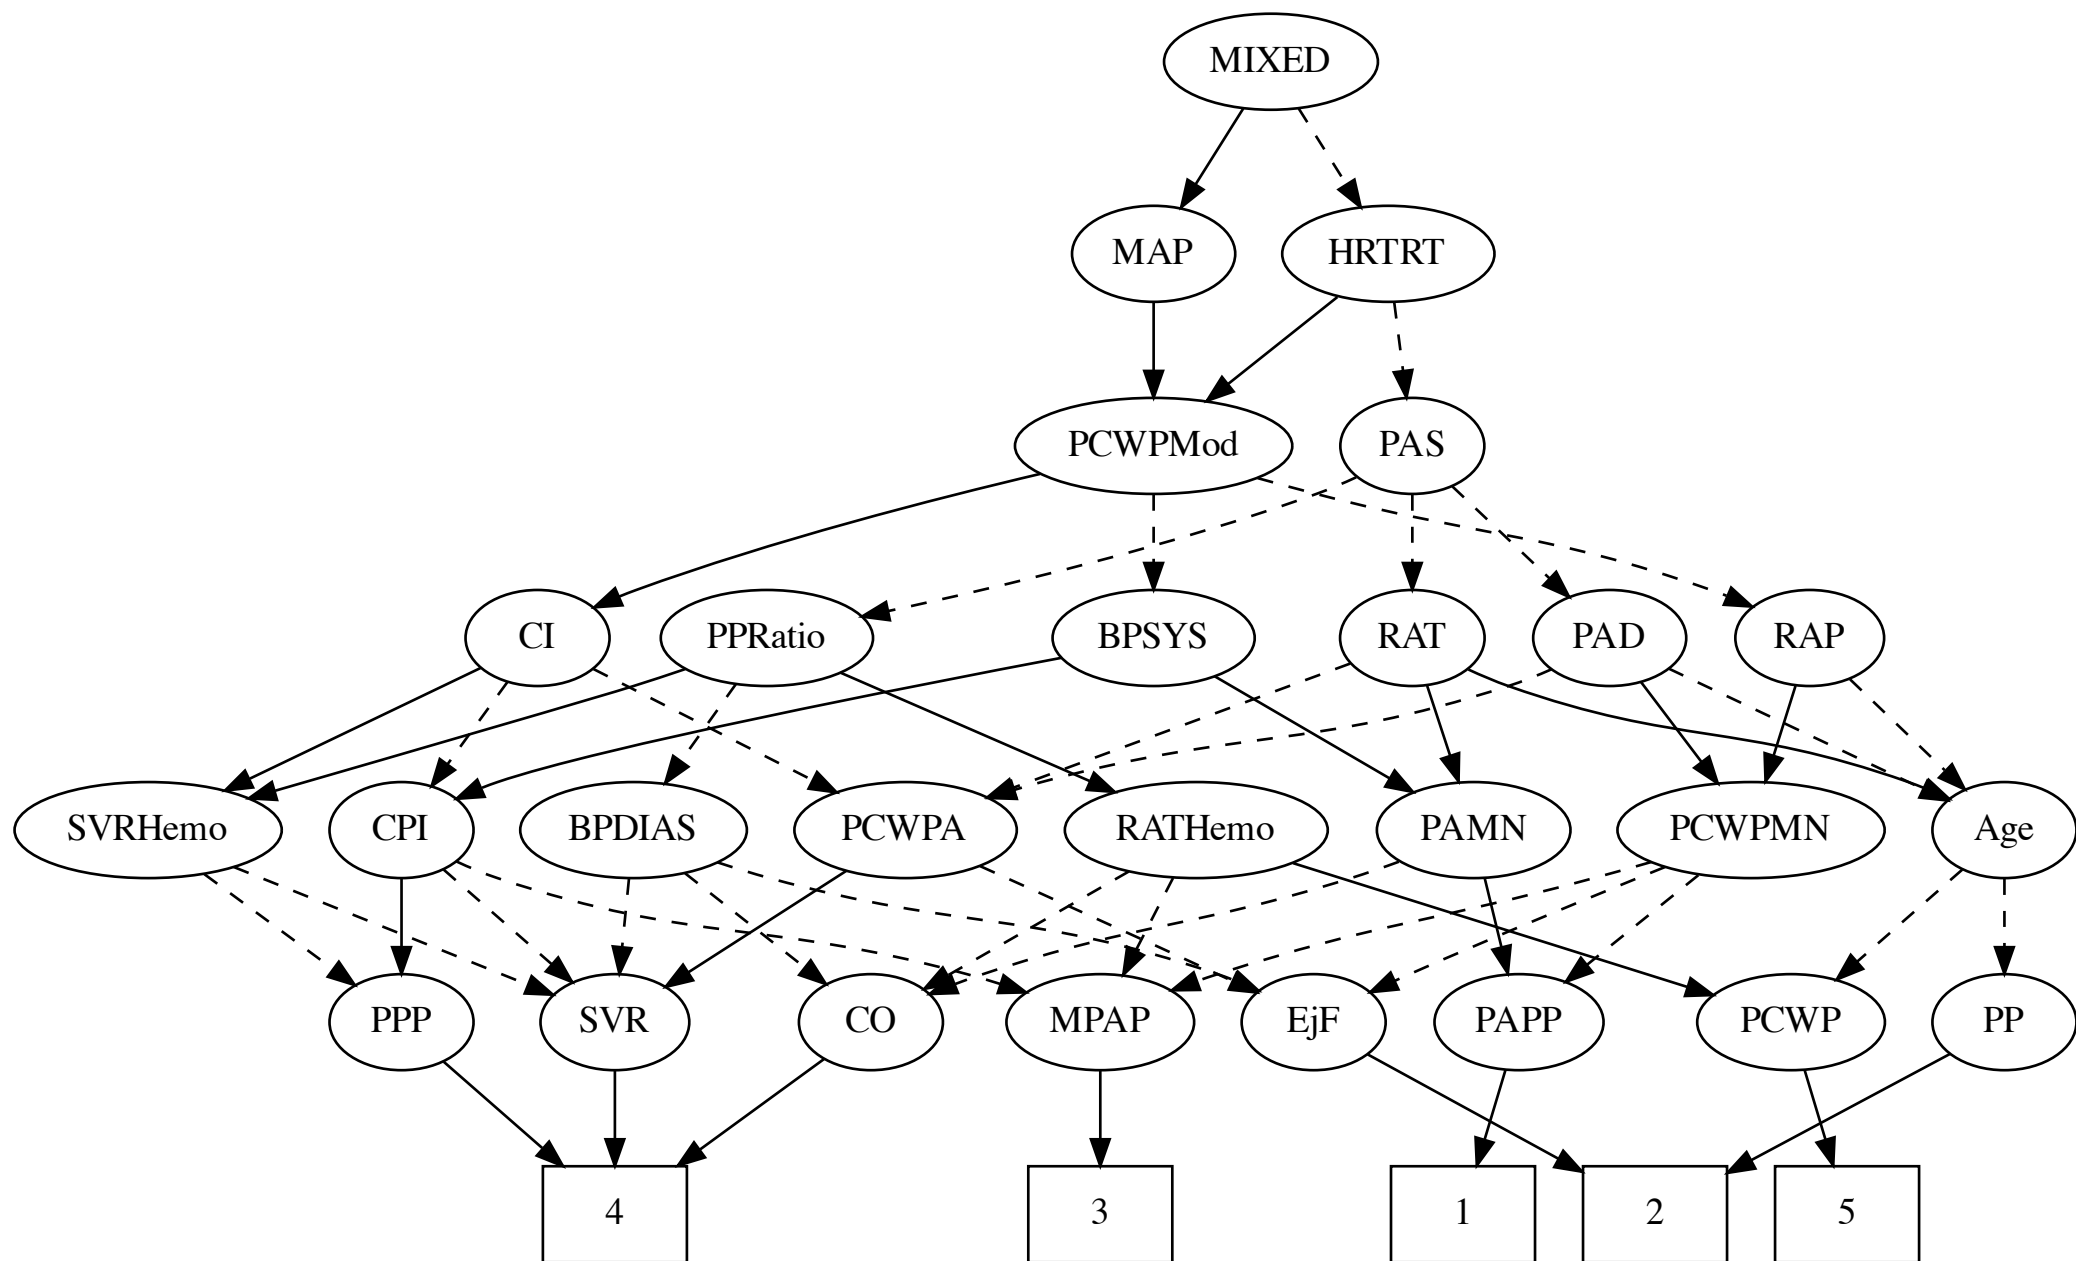 MIXED
MAP
HRTRT
PCWPMod
PAS
CI
PPRatio
BPSYS
RAT
PAD
RAP
SVRHemo
CPI
BPDIAS
PCWPA
RATHemo
PAMN
PCWPMN
Age
PPP
SVR
CO
MPAP
EjF
PAPP
PCWP
PP
4
3
1
2
5